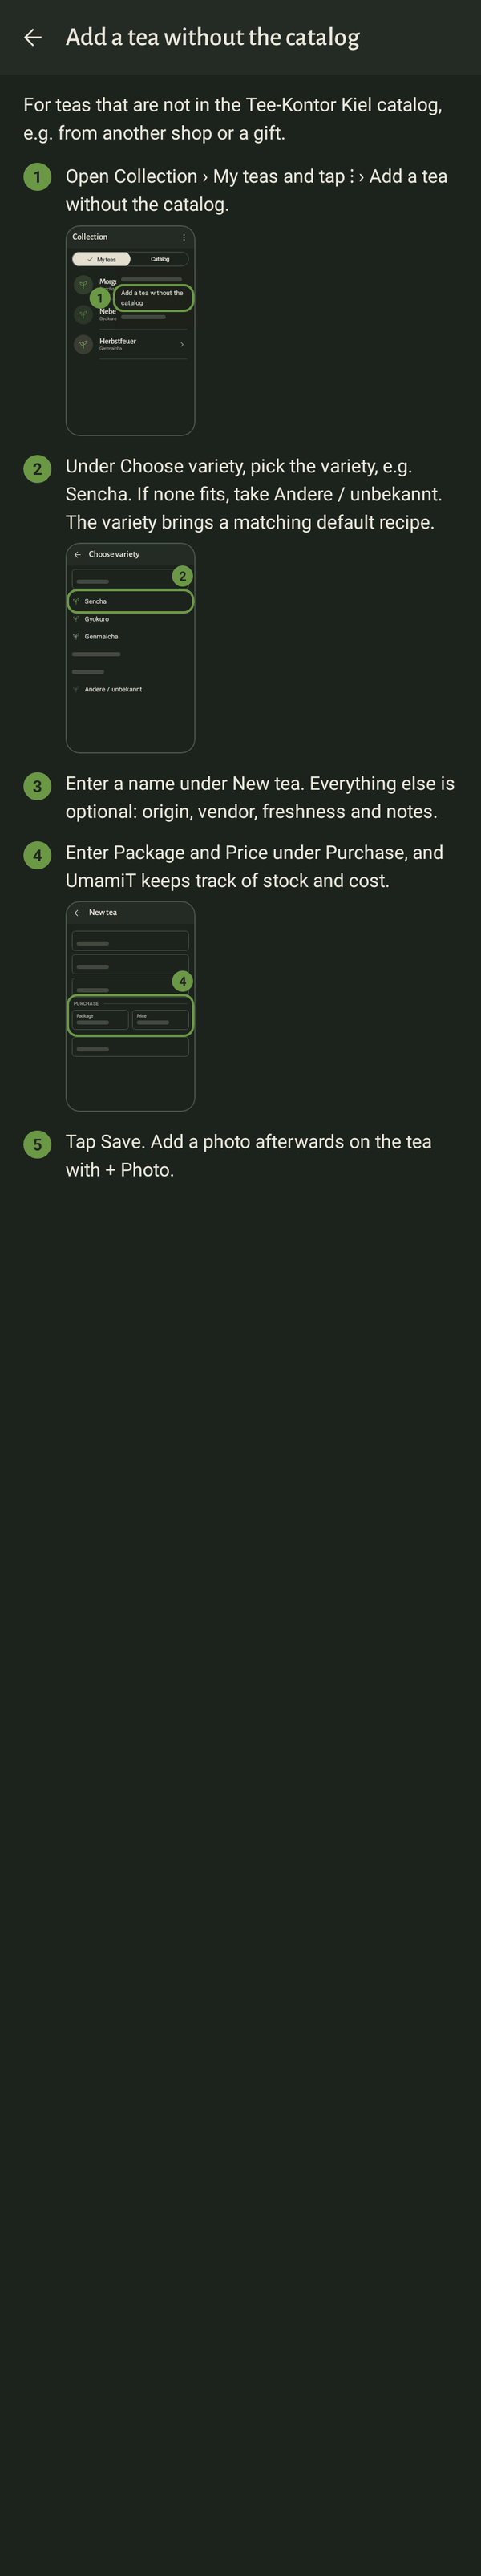 Add a tea without the catalog
For teas that are not in the Tee-Kontor Kiel catalog,
e.g. from another shop or a gift.
1 Open Collection › My teas and tap ⋮ › Add a tea
without the catalog.
Collection
My teas Catalog
Morg
1 Add a tea without the
catalog
Nebe
Gyokuro
Herbstfeuer
Genmaicha
2 Under Choose variety, pick the variety, e.g.
Sencha. If none fits, take Andere / unbekannt.
The variety brings a matching default recipe.
Choose variety
2
Sencha
Gyokuro
Genmaicha
Andere / unbekannt
3 Enter a name under New tea. Everything else is
optional: origin, vendor, freshness and notes.
4 Enter Package and Price under Purchase, and
UmamiT keeps track of stock and cost.
New tea
4
PURCHASE
Package Price
5 Tap Save. Add a photo afterwards on the tea
with + Photo.